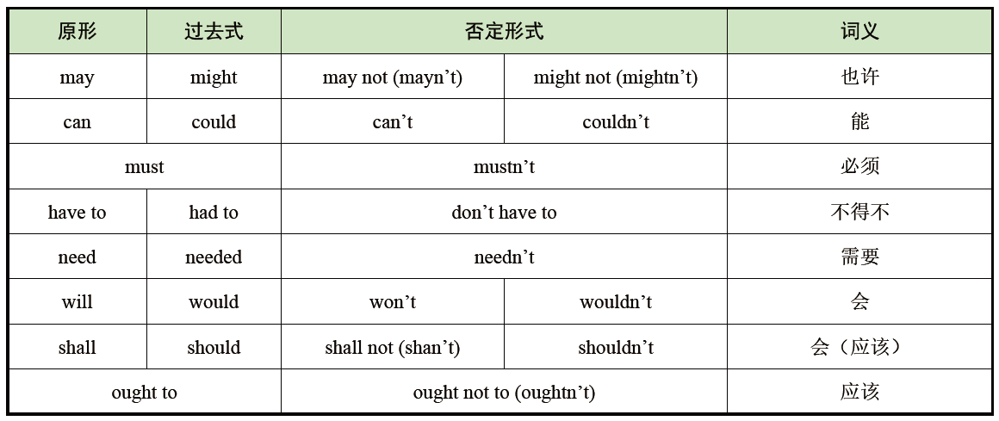 原形 过去式 否定形式 词义
may might may not (mayn’t) might not (mightn’t) 也许
can could can’t couldn’t 能
must mustn’t 必须
have to had to don’t have to 不得不
need needed needn’t 需要
will would won’t wouldn’t 会
shall should shall not (shan’t) shouldn’t 会（应该）
ought to ought not to (oughtn’t) 应该